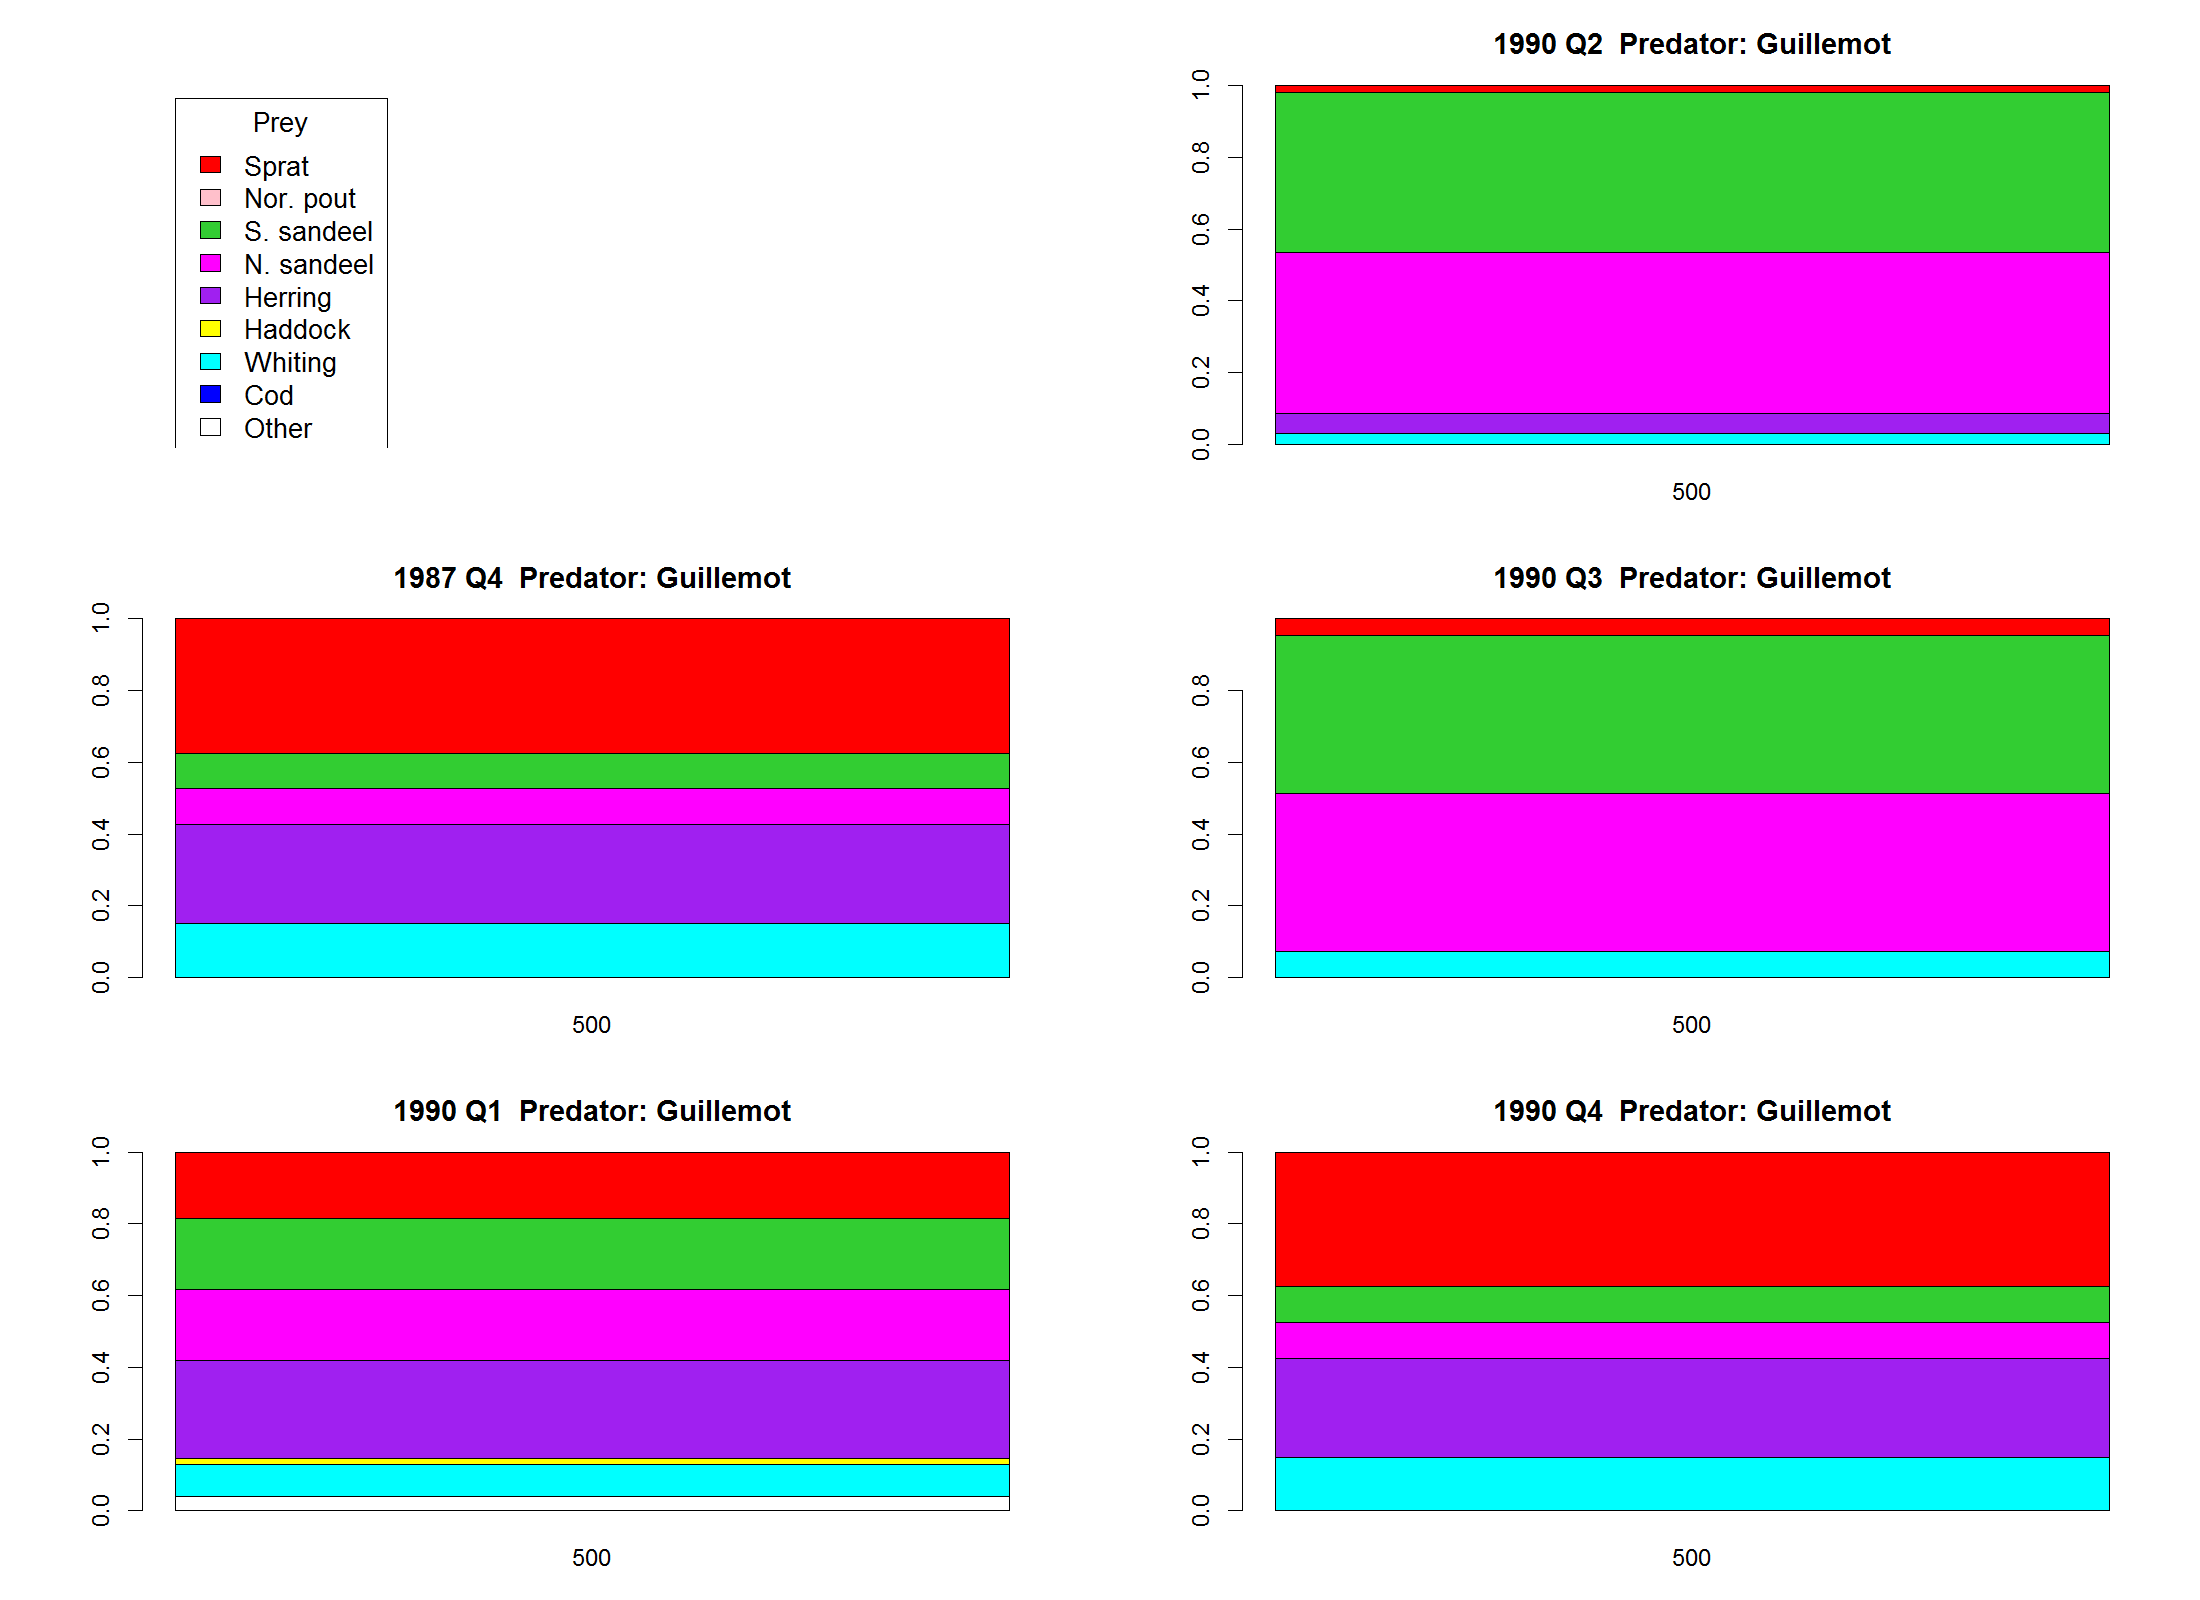 Prey
Sprat
Nor. pout
S. sandeel
N. sandeel
Herring
Haddock
Whiting
Cod
Other
1990 Q2  Predator: Guillemot
1.0
0.8
0.6
0.4
0.2
0.0
500
1987 Q4  Predator: Guillemot
1.0
0.8
0.6
0.4
0.2
0.0
500
1990 Q3  Predator: Guillemot
0.8
0.6
0.4
0.2
0.0
500
1990 Q1  Predator: Guillemot
1.0
0.8
0.6
0.4
0.2
0.0
500
1990 Q4  Predator: Guillemot
1.0
0.8
0.6
0.4
0.2
0.0
500